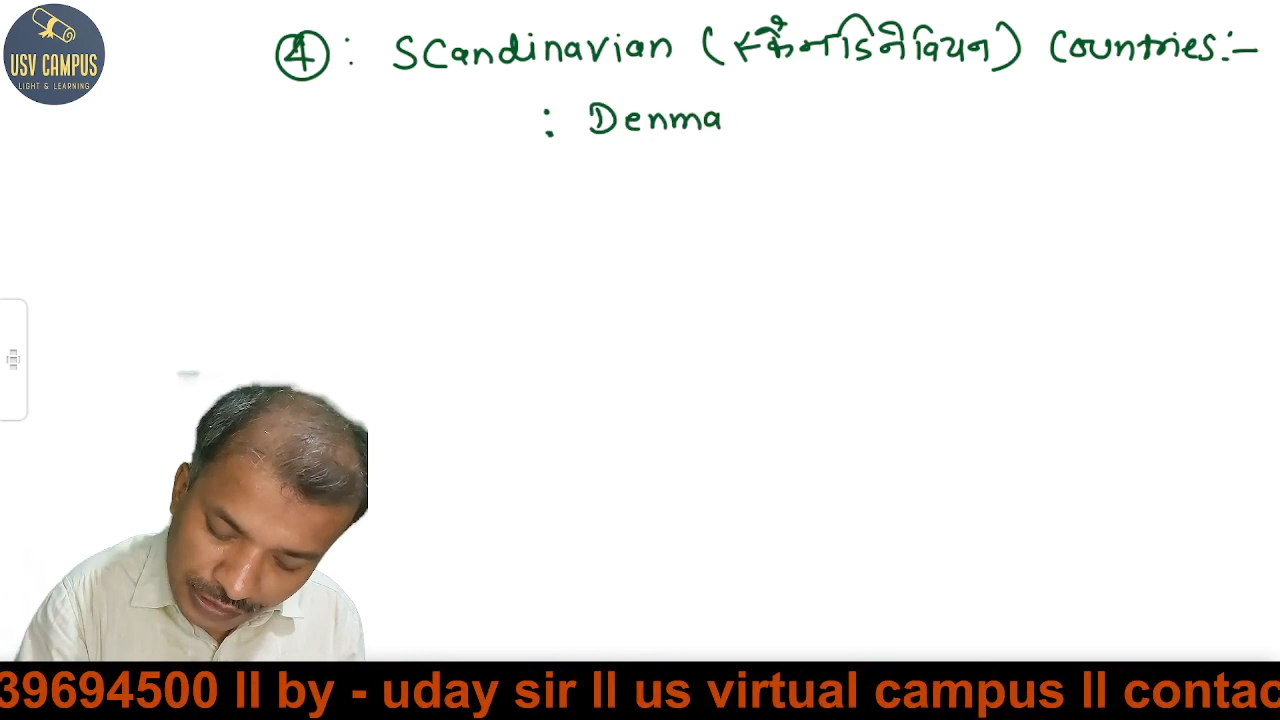 USV CAMPUS
LIGHT & LEARNING
④ : Scandinavian (स्कैनडिनेवियन) Countries:-
: Denma
39694500 ll by - uday sir ll us virtual campus ll contac